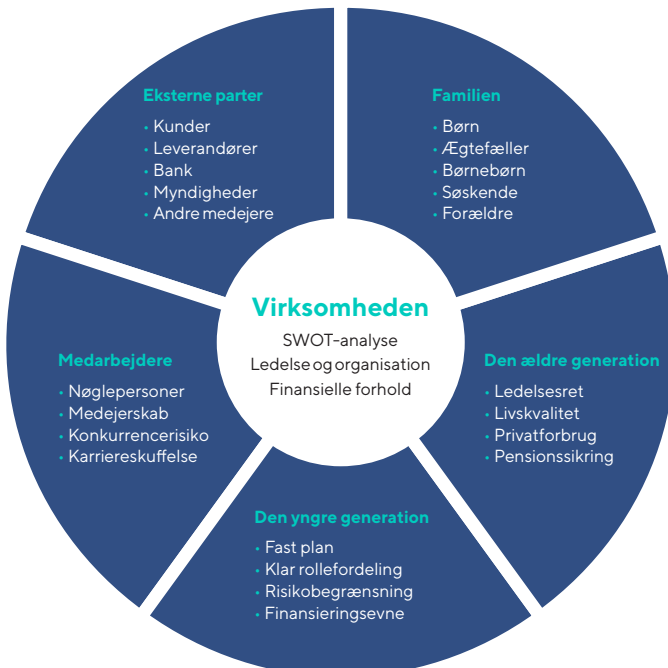 Eksterne parter
• Kunder
• Leverandører
• Bank
• Myndigheder
• Andre medejere
Familien
• Børn
• Ægtefæller
• Børnebørn
• Søskende
• Forældre
Virksomheden
SWOT-analyse
Ledelse og organisation
Finansielle forhold
Medarbejdere
• Nøglepersoner
• Medejerskab
• Konkurrencerisiko
• Karriereskuffelse
Den ældre generation
• Ledelsesret
• Livskvalitet
• Privatforbrug
• Pensionssikring
Den yngre generation
• Fast plan
• Klar rollefordeling
• Risikobegrænsning
• Finansieringsevne